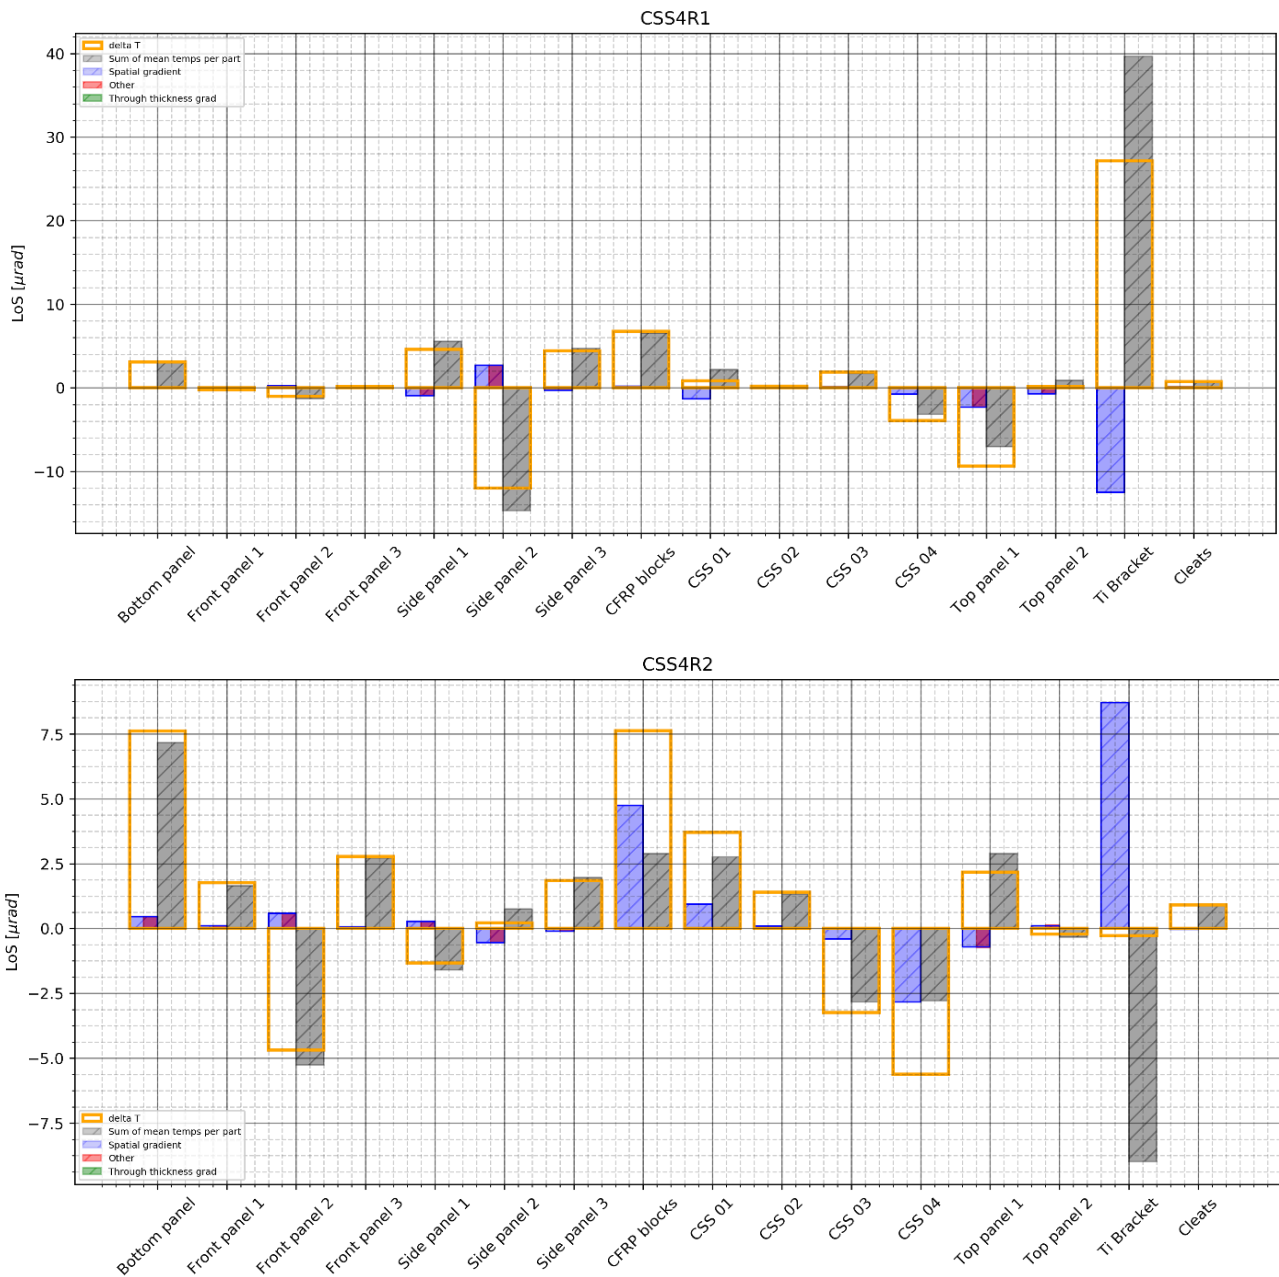 CSS4R1
delta T
Sum of mean temps per part
Spatial gradient
Other
Through thickness grad
40
30
20
10
0
−10
LoS [μrad]
Bottom panel
Front panel 1
Front panel 2
Front panel 3
Side panel 1
Side panel 2
Side panel 3
CFRP blocks
CSS 01
CSS 02
CSS 03
CSS 04
Top panel 1
Top panel 2
Ti Bracket
Cleats
CSS4R2
7.5
5.0
2.5
0.0
−2.5
−5.0
−7.5
LoS [μrad]
delta T
Sum of mean temps per part
Spatial gradient
Other
Through thickness grad
Bottom panel
Front panel 1
Front panel 2
Front panel 3
Side panel 1
Side panel 2
Side panel 3
CFRP blocks
CSS 01
CSS 02
CSS 03
CSS 04
Top panel 1
Top panel 2
Ti Bracket
Cleats